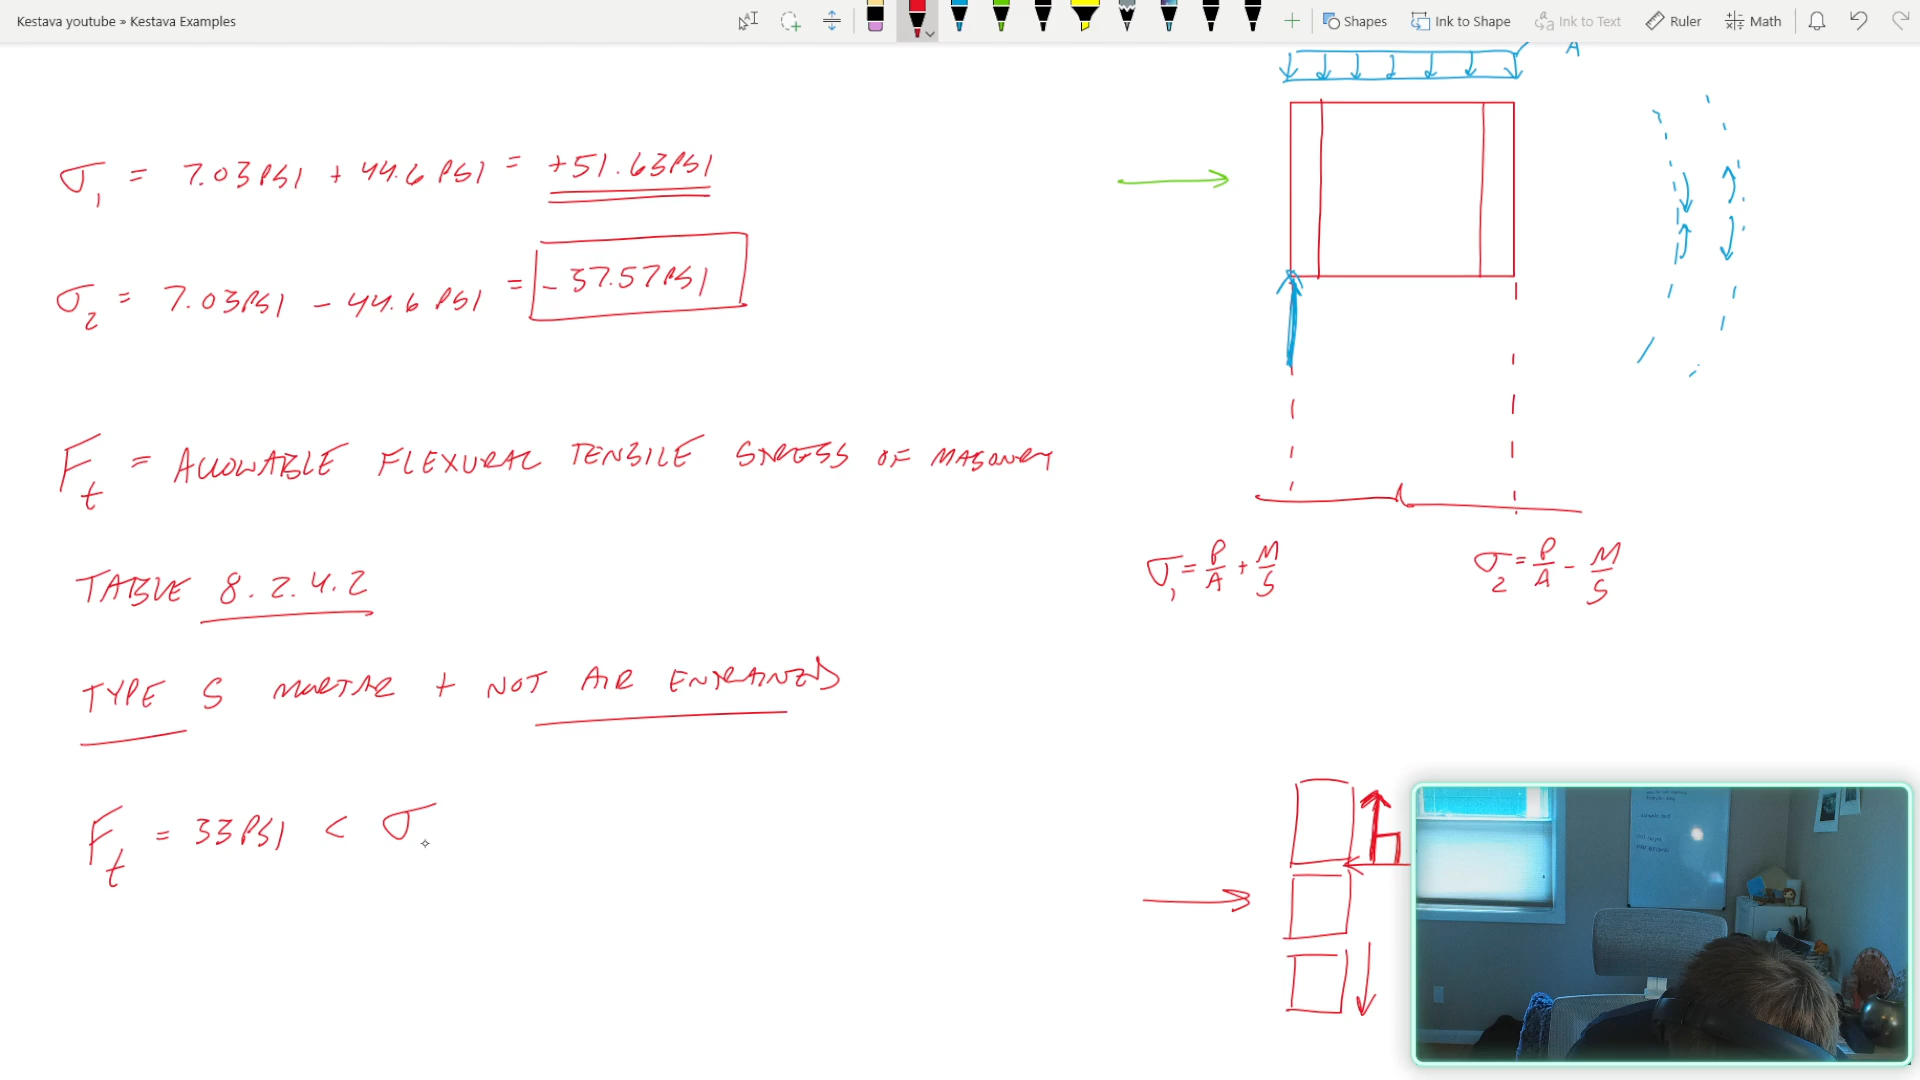 Kestava youtube » Kestava Examples
Shapes
Ink to Shape
Ink to Text
Ruler
Math
A
σ1 = 7.03PSI + 44.6 PSI = +51.63PSI
σ2 = 7.03PSI - 44.6 PSI = -37.57PSI
Ft = ALLOWABLE FLEXURAL TENSILE STRESS OF MASONRY
σ1 = P/A + M/S
σ2 = P/A - M/S
TABLE 8.2.4.2
TYPE S MORTAR + NOT AIR ENTRAINED
Ft = 33PSI < σ
h